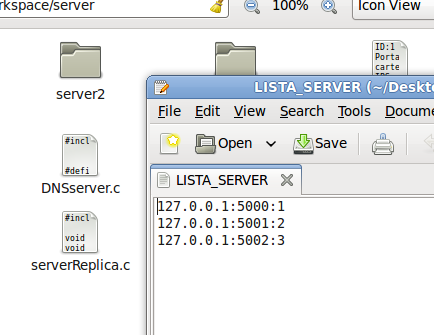 rkspace/server
100%
Icon View
server2
ID:1
Porta
carte
#incl
#defi
DNSserver.c
#incl
void
void
serverReplica.c
LISTA_SERVER (~/Deskto
File Edit View Search Tools Docume
Open Save
LISTA_SERVER
127.0.0.1:5000:1
127.0.0.1:5001:2
127.0.0.1:5002:3